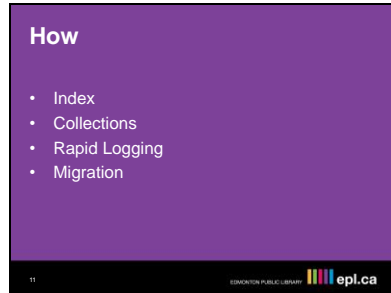 How
• Index
• Collections
• Rapid Logging
• Migration
11
EDMONTON PUBLIC LIBRARY epl.ca